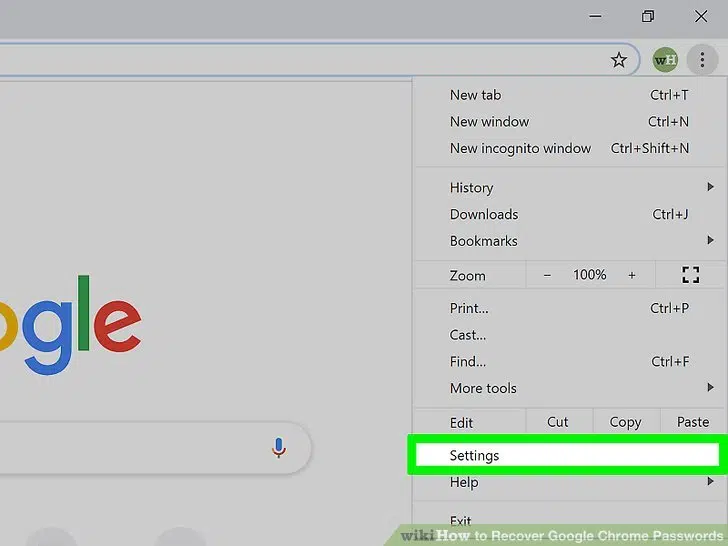 wH
New tab Ctrl+T
New window Ctrl+N
New incognito window Ctrl+Shift+N
History
Downloads Ctrl+J
Bookmarks
Zoom − 100% +
Print... Ctrl+P
Cast...
ogle
Find... Ctrl+F
More tools
Edit Cut Copy Paste
Settings
Help
Exit
wikiHow to Recover Google Chrome Passwords